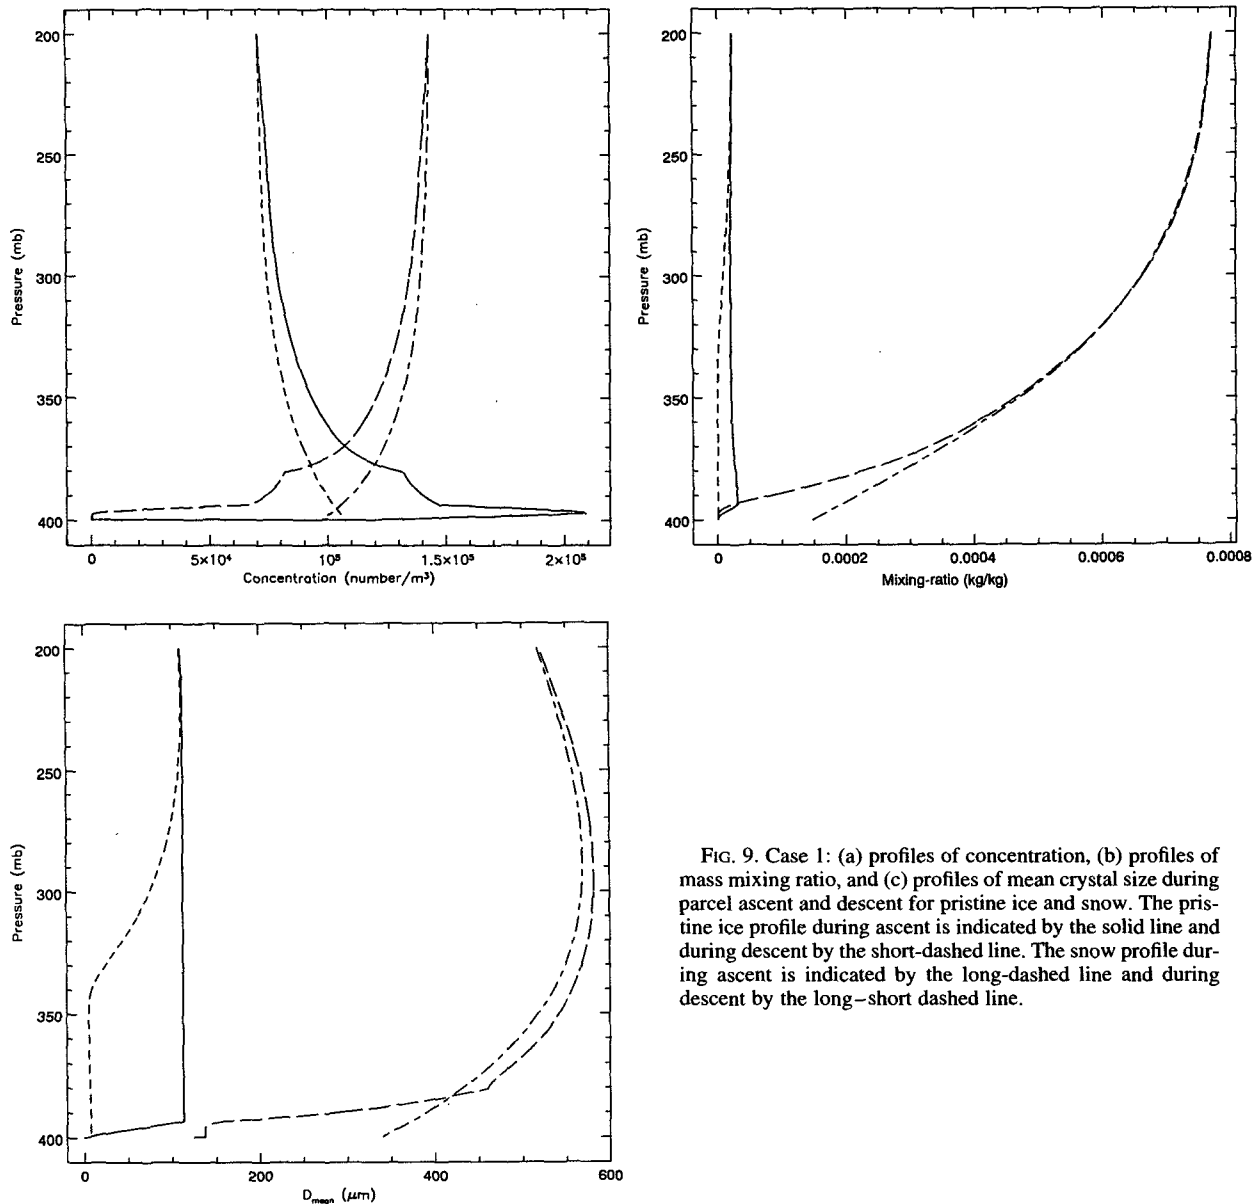 200
250
300
350
400
Pressure (mb)
0
5×10⁴
10⁵
1.5×10⁵
2×10⁵
Concentration (number/m³)
200
250
300
350
400
Pressure (mb)
0
0.0002
0.0004
0.0006
0.0008
Mixing-ratio (kg/kg)
200
250
300
350
400
Pressure (mb)
0
200
400
600
Dmean (μm)
FIG. 9. Case 1: (a) profiles of concentration, (b) profiles of
mass mixing ratio, and (c) profiles of mean crystal size during
parcel ascent and descent for pristine ice and snow. The pris-
tine ice profile during ascent is indicated by the solid line and
during descent by the short-dashed line. The snow profile dur-
ing ascent is indicated by the long-dashed line and during
descent by the long–short dashed line.